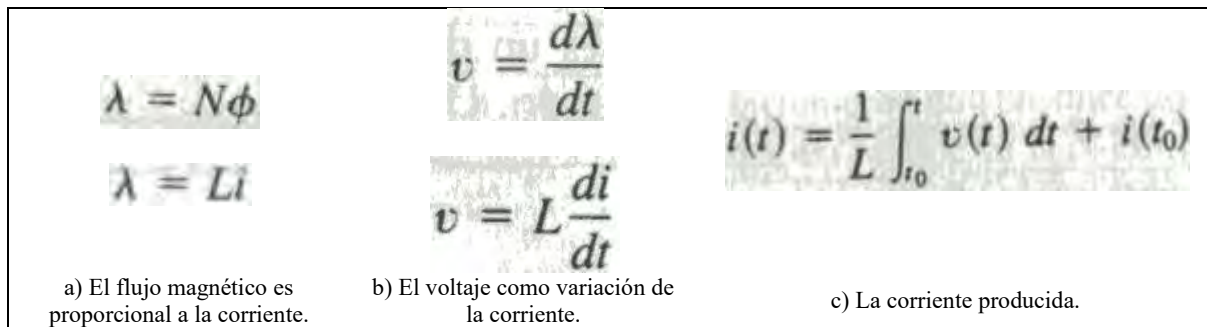 λ = Nϕ
λ = Li
a) El flujo magnético es
proporcional a la corriente.
v = dλ/dt
v = L di/dt
b) El voltaje como variación de
la corriente.
i(t) = 1/L ∫_{t₀}^{t} v(t) dt + i(t₀)
c) La corriente producida.